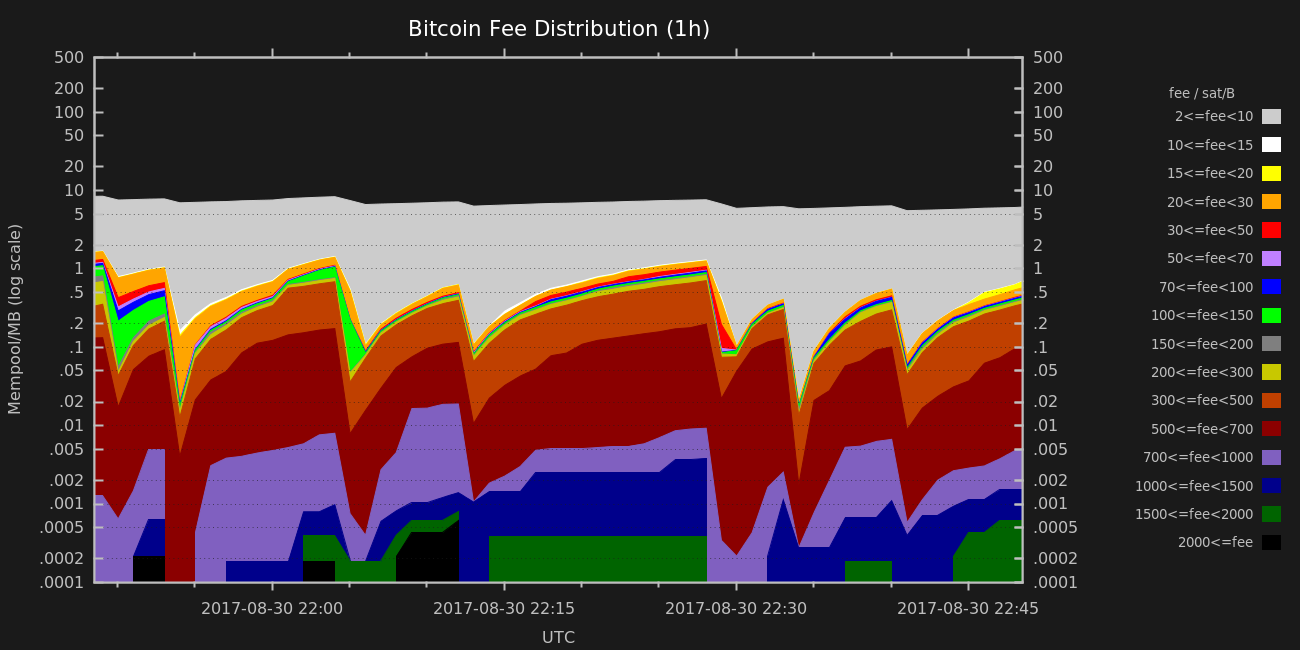 Bitcoin Fee Distribution (1h)
500 500
200 200
100 100
50 50
20 20
10 10
5 5
2 2
1 1
.5 .5
.2 .2
.1 .1
.05 .05
.02 .02
.01 .01
.005 .005
.002 .002
.001 .001
.0005 .0005
.0002 .0002
.0001 .0001
Mempool/MB (log scale)
2017-08-30 22:00 2017-08-30 22:15 2017-08-30 22:30 2017-08-30 22:45
UTC
fee / sat/B
2<=fee<10
10<=fee<15
15<=fee<20
20<=fee<30
30<=fee<50
50<=fee<70
70<=fee<100
100<=fee<150
150<=fee<200
200<=fee<300
300<=fee<500
500<=fee<700
700<=fee<1000
1000<=fee<1500
1500<=fee<2000
2000<=fee